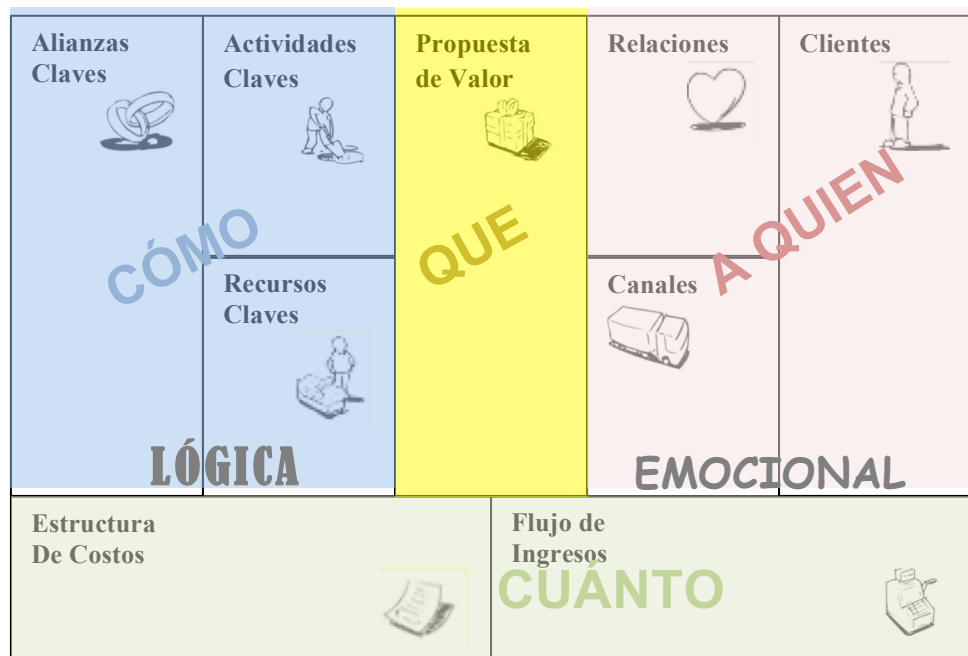 Alianzas
Claves
Actividades
Claves
Propuesta
de Valor
Relaciones
Clientes
CÓMO
QUE
A QUIEN
Recursos
Claves
Canales
LÓGICA
EMOCIONAL
Estructura
De Costos
Flujo de
Ingresos
CUÁNTO